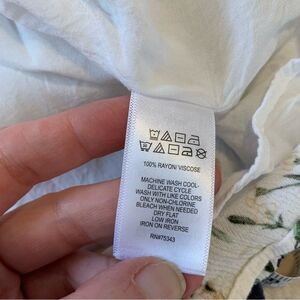 100% RAYON/ VISCOSE
MACHINE WASH COOL-
DELICATE CYCLE
WASH WITH LIKE COLORS
ONLY NON-CHLORINE
BLEACH WHEN NEEDED
DRY FLAT
LOW IRON
IRON ON REVERSE
RN#75343